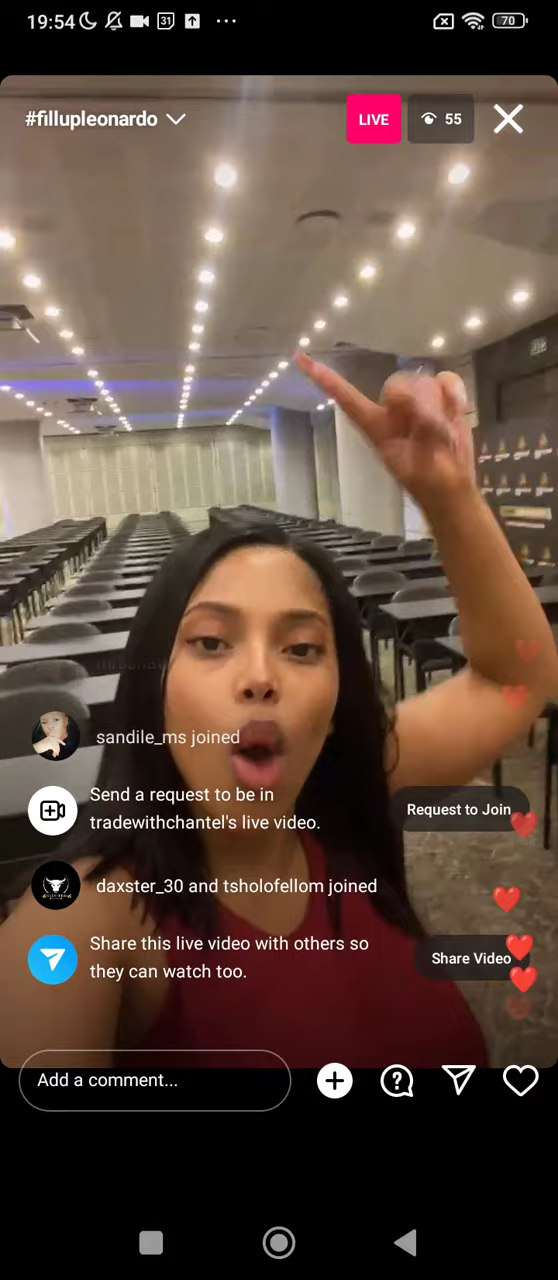 19:54
31
70
#fillupleonardo
LIVE
55
sandile_ms joined
Send a request to be in
tradewithchantel's live video.
Request to Join
daxster_30 and tsholofellom joined
Share this live video with others so
they can watch too.
Share Video
Add a comment...